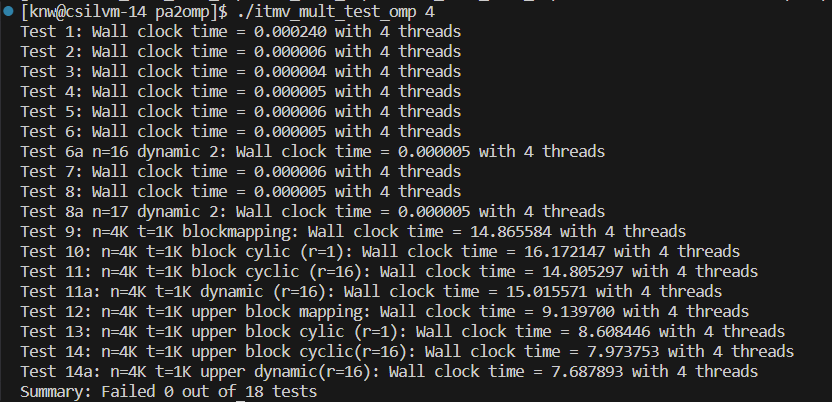 [knw@csilvm-14 pa2omp]$ ./itmv_mult_test_omp 4
Test 1: Wall clock time = 0.000240 with 4 threads
Test 2: Wall clock time = 0.000006 with 4 threads
Test 3: Wall clock time = 0.000004 with 4 threads
Test 4: Wall clock time = 0.000005 with 4 threads
Test 5: Wall clock time = 0.000006 with 4 threads
Test 6: Wall clock time = 0.000005 with 4 threads
Test 6a n=16 dynamic 2: Wall clock time = 0.000005 with 4 threads
Test 7: Wall clock time = 0.000006 with 4 threads
Test 8: Wall clock time = 0.000005 with 4 threads
Test 8a n=17 dynamic 2: Wall clock time = 0.000005 with 4 threads
Test 9: n=4K t=1K blockmapping: Wall clock time = 14.865584 with 4 threads
Test 10: n=4K t=1K block cylic (r=1): Wall clock time = 16.172147 with 4 threads
Test 11: n=4K t=1K block cyclic (r=16): Wall clock time = 14.805297 with 4 threads
Test 11a: n=4K t=1K dynamic (r=16): Wall clock time = 15.015571 with 4 threads
Test 12: n=4K t=1K upper block mapping: Wall clock time = 9.139700 with 4 threads
Test 13: n=4K t=1K upper block cylic (r=1): Wall clock time = 8.608446 with 4 threads
Test 14: n=4K t=1K upper block cyclic(r=16): Wall clock time = 7.973753 with 4 threads
Test 14a: n=4K t=1K upper dynamic(r=16): Wall clock time = 7.687893 with 4 threads
Summary: Failed 0 out of 18 tests